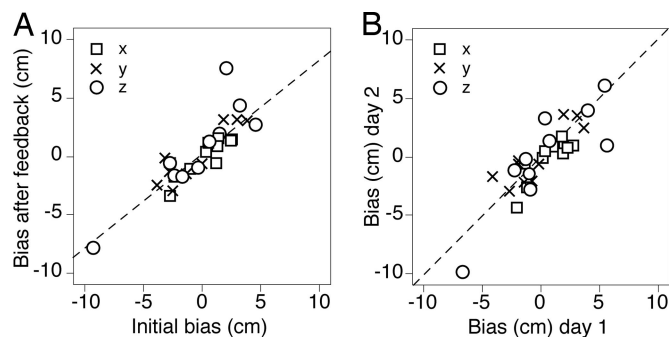 A
B
x
y
z
10
5
0
-5
-10
Bias after feedback (cm)
-10 -5 0 5 10
Initial bias (cm)
x
y
z
10
5
0
-5
-10
Bias (cm) day 2
-10 -5 0 5 10
Bias (cm) day 1